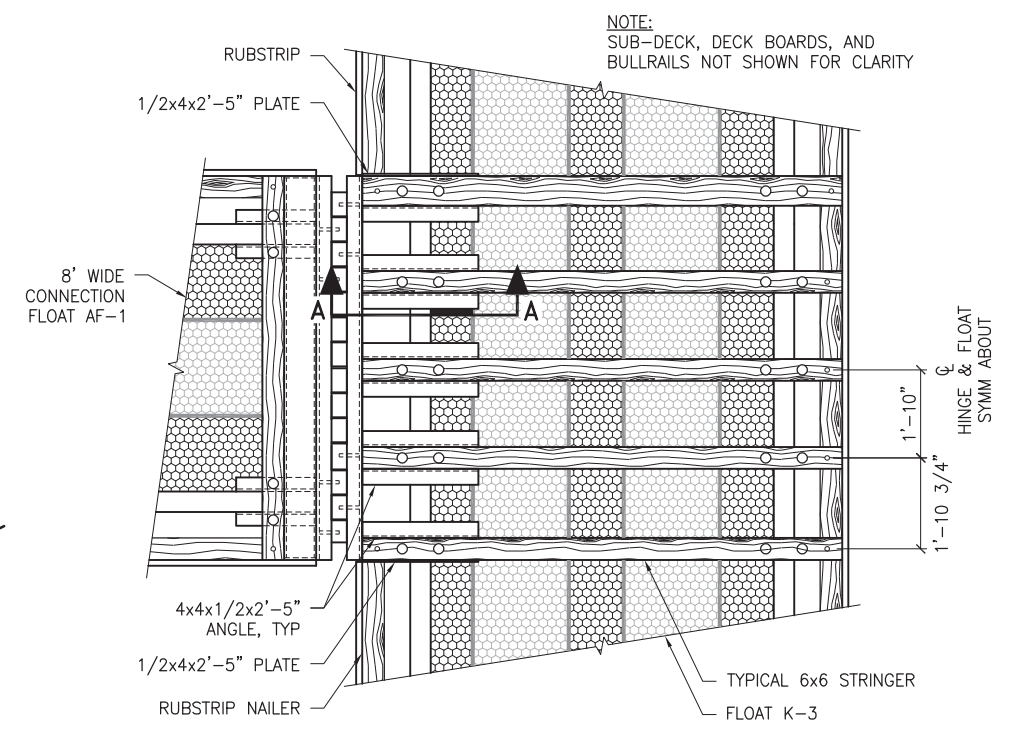 NOTE:
SUB-DECK, DECK BOARDS, AND
BULLRAILS NOT SHOWN FOR CLARITY
RUBSTRIP
1/2x4x2'-5" PLATE
8' WIDE
CONNECTION
FLOAT AF-1
A
A
℄
HINGE & FLOAT
SYMM ABOUT
1'-10"
1'-10 3/4"
4x4x1/2x2'-5"
ANGLE, TYP
1/2x4x2'-5" PLATE
RUBSTRIP NAILER
TYPICAL 6x6 STRINGER
FLOAT K-3